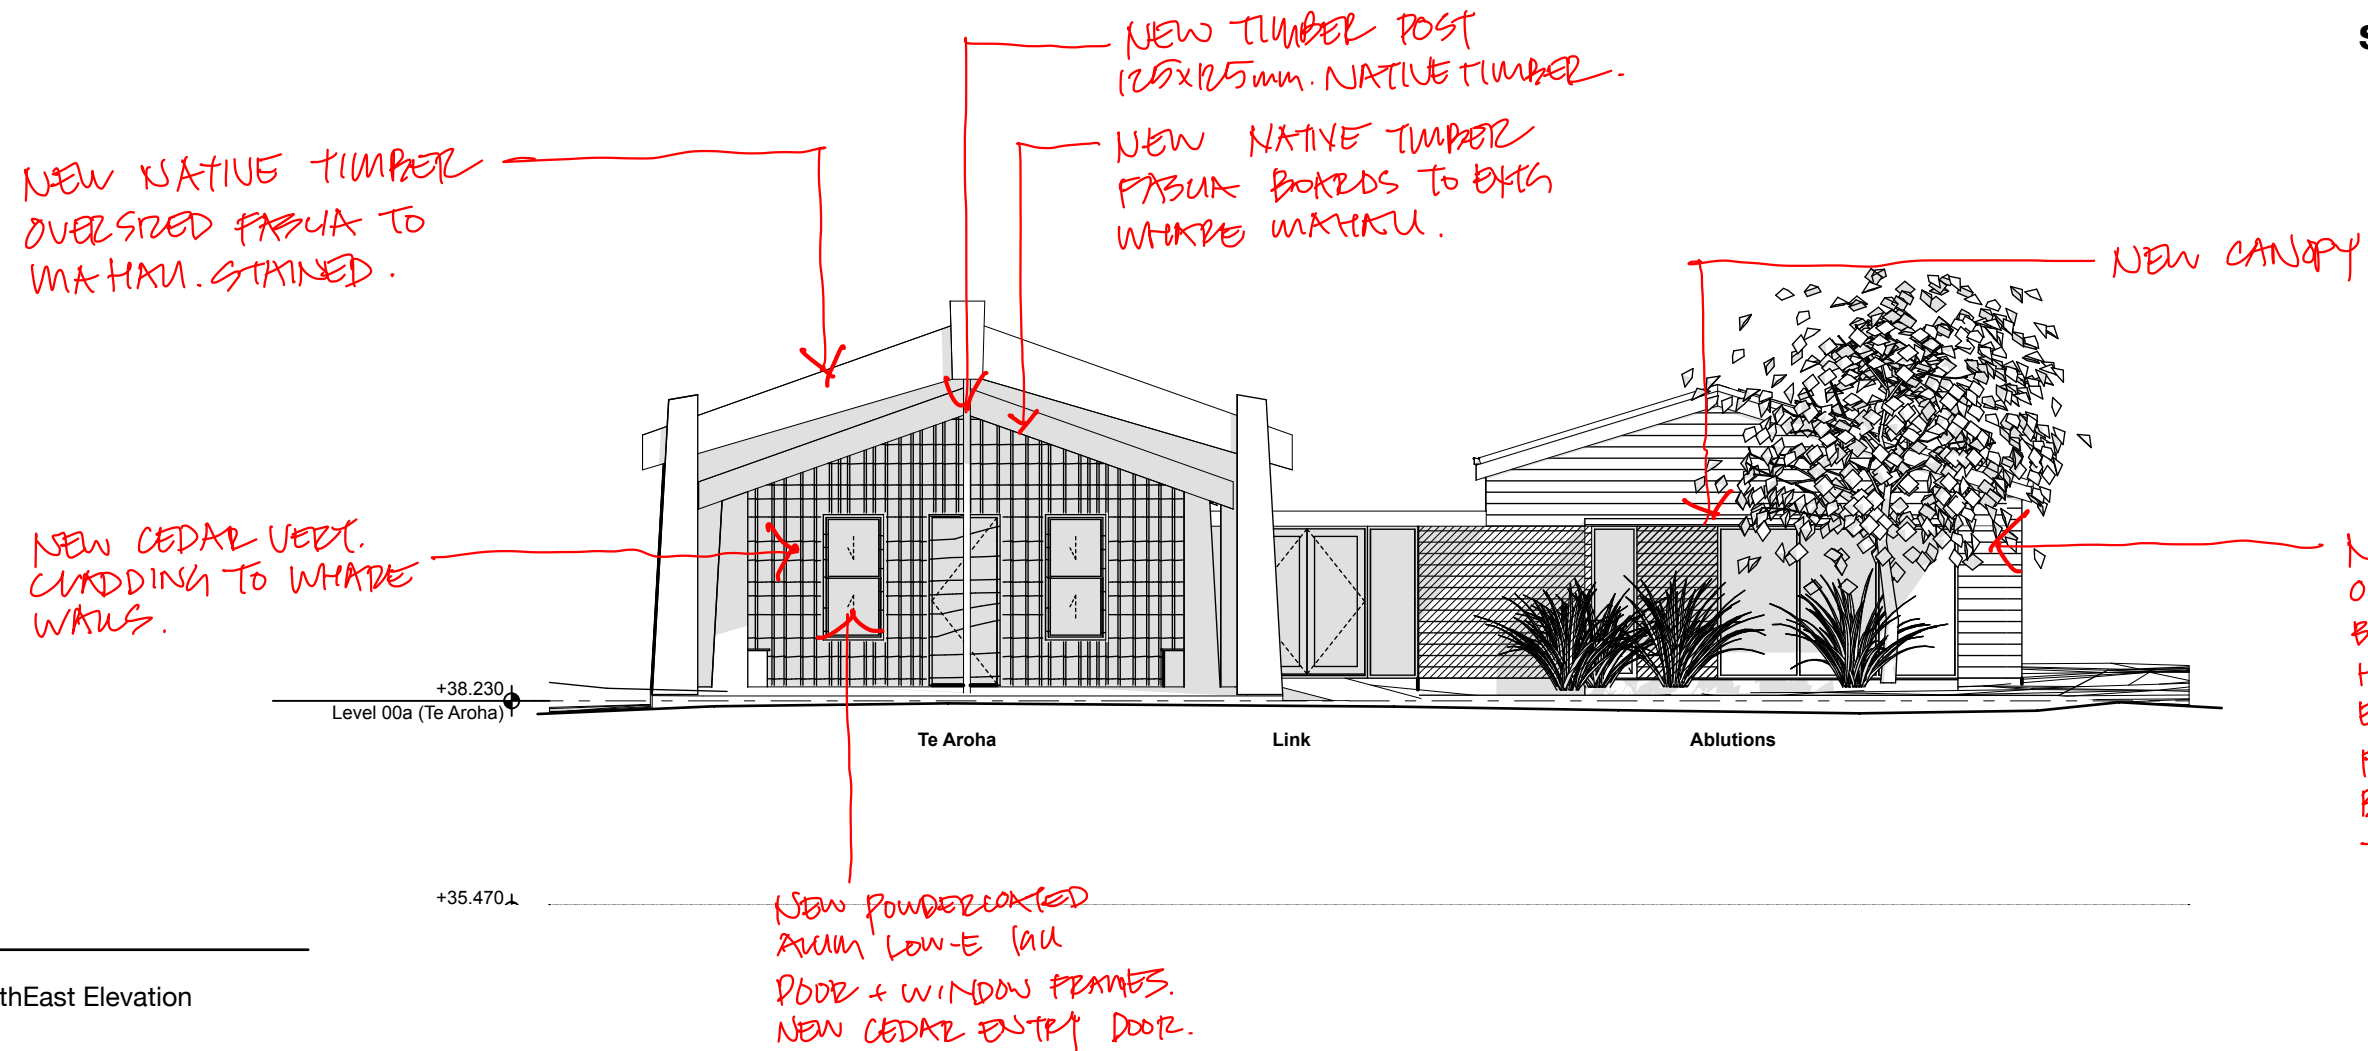 S
NEW TIMBER POST
125x125mm. NATIVE TIMBER.
NEW NATIVE TIMBER
FASCIA BOARDS TO EXTG
WHARE MAHAU.
NEW NATIVE TIMBER
OVERSIZED FASCIA TO
MAHAU. STAINED.
NEW CANOPY
NEW CEDAR VERT.
CLADDING TO WHARE
WALLS.
N
O
B
H
E
F
B
+38.230
Level 00a (Te Aroha)
Te Aroha
Link
Ablutions
+35.470
NEW POWDERCOATED
ALUM LOW-E IGU
DOOR + WINDOW FRAMES.
NEW CEDAR ENTRY DOOR.
thEast Elevation